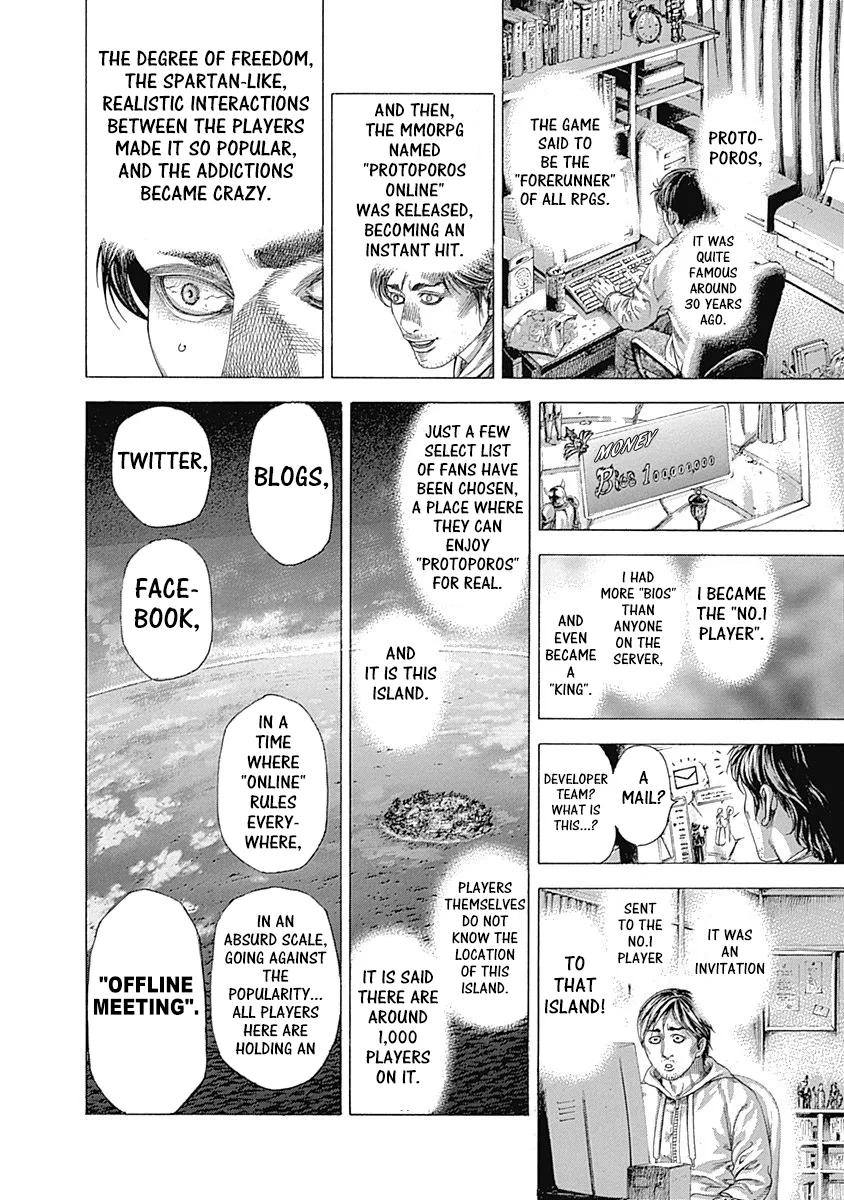 PROTO-
POROS,
THE GAME
SAID TO
BE THE
"FORERUNNER"
OF ALL RPGS.
IT WAS
QUITE
FAMOUS
AROUND
30 YEARS
AGO.
AND THEN,
THE MMORPG
NAMED
"PROTOPOROS
ONLINE"
WAS RELEASED,
BECOMING AN
INSTANT HIT.
THE DEGREE OF FREEDOM,
THE SPARTAN-LIKE,
REALISTIC INTERACTIONS
BETWEEN THE PLAYERS
MADE IT SO POPULAR,
AND THE ADDICTIONS
BECAME CRAZY.
MONEY
Bios 100,000,000
I BECAME
THE "NO.1
PLAYER".
I HAD
MORE "BIOS"
THAN
ANYONE
ON THE
SERVER,
AND
EVEN
BECAME
A
"KING".
A
MAIL?
DEVELOPER
TEAM?
WHAT IS
THIS...?
IT WAS
AN
INVITATION
SENT
TO THE
NO.1
PLAYER
TO
THAT
ISLAND!
JUST A FEW
SELECT LIST
OF FANS HAVE
BEEN CHOSEN,
A PLACE WHERE
THEY CAN
ENJOY
"PROTOPOROS"
FOR REAL.
AND
IT IS THIS
ISLAND.
PLAYERS
THEMSELVES
DO NOT
KNOW THE
LOCATION
OF THIS
ISLAND.
IT IS SAID
THERE ARE
AROUND
1,000
PLAYERS
ON IT.
BLOGS,
TWITTER,
FACE-
BOOK,
IN A
TIME
WHERE
"ONLINE"
RULES
EVERY-
WHERE,
IN AN
ABSURD SCALE,
GOING AGAINST
THE
POPULARITY...
ALL PLAYERS
HERE ARE
HOLDING AN
"OFFLINE
MEETING".